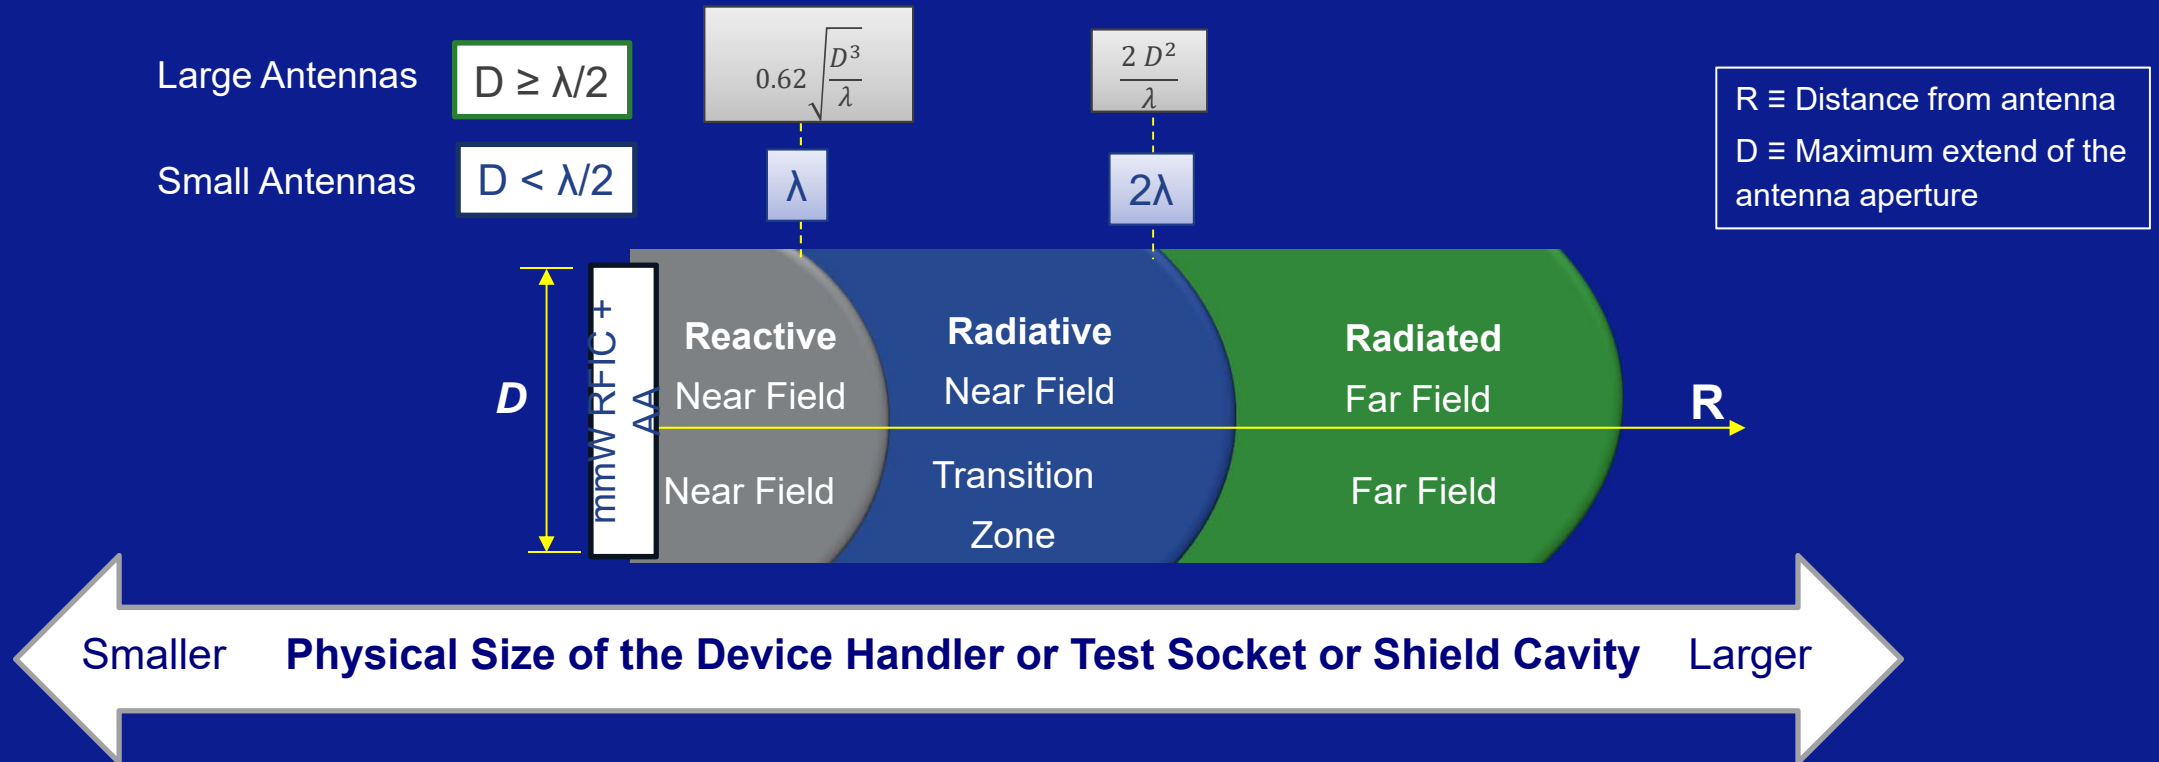 Large Antennas
D ≥ λ/2
0.62 √(D³/λ)
2 D²/λ
Small Antennas
D < λ/2
λ
2λ
R ≡ Distance from antenna
D ≡ Maximum extend of the
antenna aperture
D
mmW RFIC +
AA
Reactive
Near Field
Near Field
Radiative
Near Field
Transition
Zone
Radiated
Far Field
Far Field
R
Smaller
Physical Size of the Device Handler or Test Socket or Shield Cavity
Larger